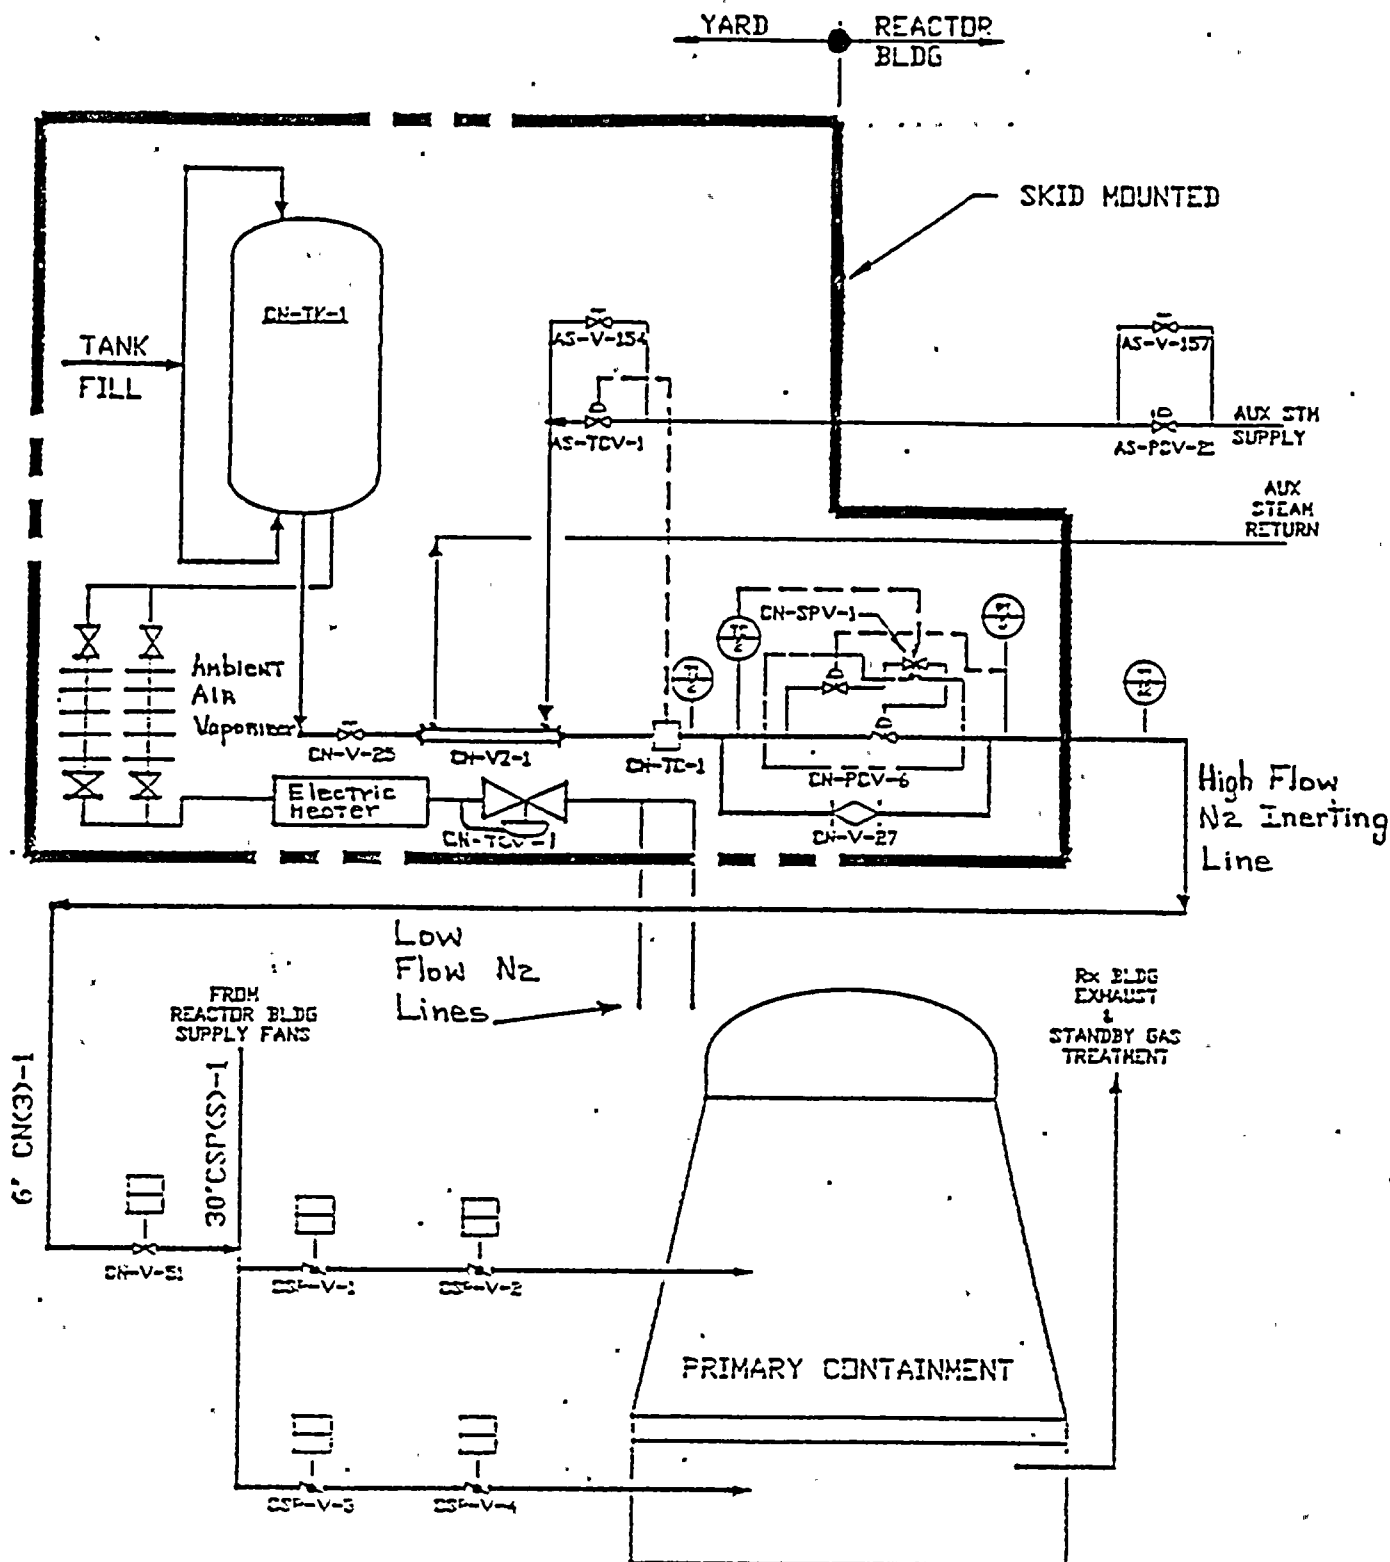 YARD
REACTOR
BLDG
SKID MOUNTED
CN-TK-1
TANK
FILL
AS-V-154
AS-V-157
AS-TCV-1
AS-PCV-2
AUX STM
SUPPLY
AUX
STEAM
RETURN
CN-SPV-1
Ambient
Air
Vaporizer
CN-V-25
CN-VZ-1
CN-TC-1
CN-PCV-6
Electric
Heater
CN-TCV-1
CN-V-27
High Flow
N2 Inerting
Line
Low
Flow N2
Lines
FROM
REACTOR BLDG
SUPPLY FANS
Rx BLDG
EXHAUST
&
STANDBY GAS
TREATMENT
6" CN(3)-1
30"CSP(S)-1
CN-V-51
CSP-V-1
CSP-V-2
PRIMARY CONTAINMENT
CSP-V-3
CSP-V-4